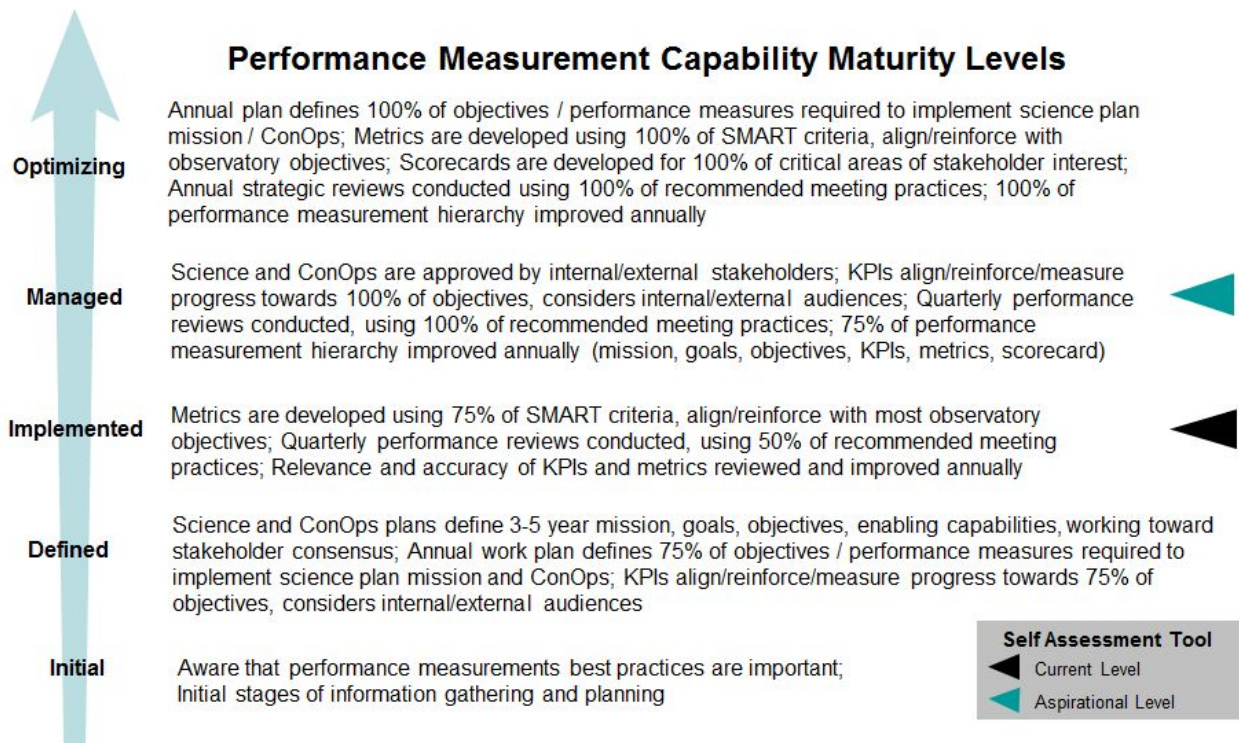 Performance Measurement Capability Maturity Levels
Optimizing
Annual plan defines 100% of objectives / performance measures required to implement science plan
mission / ConOps; Metrics are developed using 100% of SMART criteria, align/reinforce with
observatory objectives; Scorecards are developed for 100% of critical areas of stakeholder interest;
Annual strategic reviews conducted using 100% of recommended meeting practices; 100% of
performance measurement hierarchy improved annually
Managed
Science and ConOps are approved by internal/external stakeholders; KPIs align/reinforce/measure
progress towards 100% of objectives, considers internal/external audiences; Quarterly performance
reviews conducted, using 100% of recommended meeting practices; 75% of performance
measurement hierarchy improved annually (mission, goals, objectives, KPIs, metrics, scorecard)
Implemented
Metrics are developed using 75% of SMART criteria, align/reinforce with most observatory
objectives; Quarterly performance reviews conducted, using 50% of recommended meeting
practices; Relevance and accuracy of KPIs and metrics reviewed and improved annually
Defined
Science and ConOps plans define 3-5 year mission, goals, objectives, enabling capabilities, working toward
stakeholder consensus; Annual work plan defines 75% of objectives / performance measures required to
implement science plan mission and ConOps; KPIs align/reinforce/measure progress towards 75% of
objectives, considers internal/external audiences
Initial
Aware that performance measurements best practices are important;
Initial stages of information gathering and planning
Self Assessment Tool
Current Level
Aspirational Level